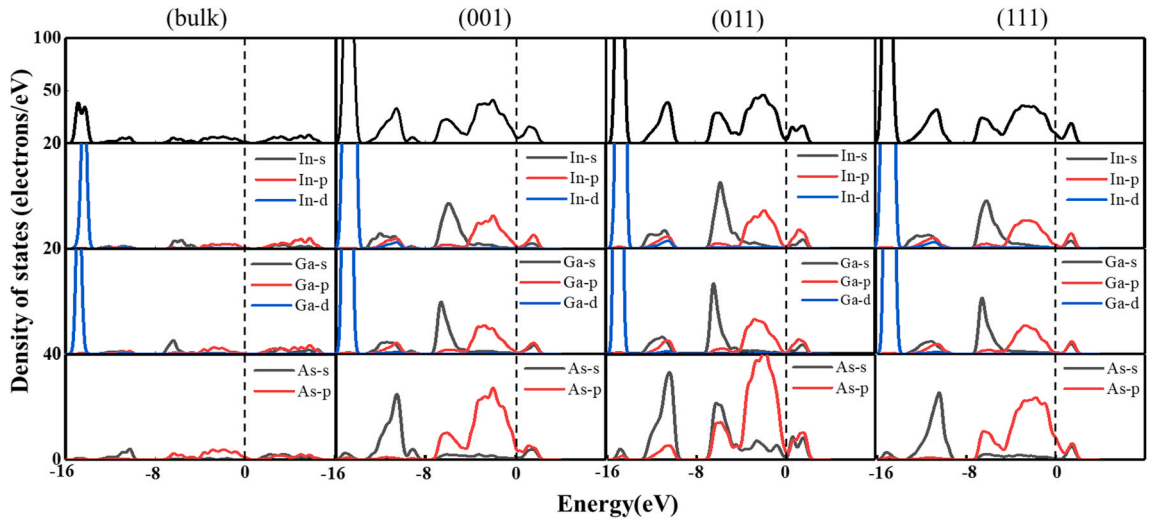 (bulk) (001) (011) (111)
Density of states (electrons/eV)
100
50
20
In-s In-s In-s In-s
In-p In-p In-p In-p
In-d In-d In-d In-d
20
20
Ga-s Ga-s Ga-s Ga-s
Ga-p Ga-p Ga-p Ga-p
Ga-d Ga-d Ga-d Ga-d
40
As-s As-s As-s As-s
As-p As-p As-p As-p
0
-16 -8 0 -16 -8 0 -16 -8 0 -16 -8 0
Energy(eV)